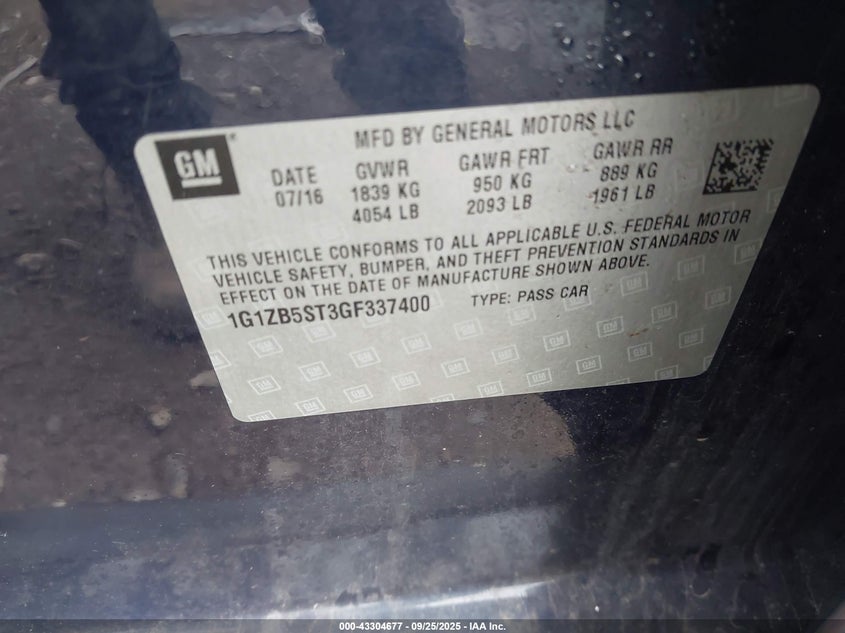 GM
MFD BY GENERAL MOTORS LLC
DATE GVWR GAWR FRT GAWR RR
07/16 1839 KG 950 KG 889 KG
4054 LB 2093 LB 1961 LB
THIS VEHICLE CONFORMS TO ALL APPLICABLE U.S. FEDERAL MOTOR
VEHICLE SAFETY, BUMPER, AND THEFT PREVENTION STANDARDS IN
EFFECT ON THE DATE OF MANUFACTURE SHOWN ABOVE.
1G1ZB5ST3GF337400 TYPE: PASS CAR
000-43304677 - 09/25/2025 - IAA Inc.